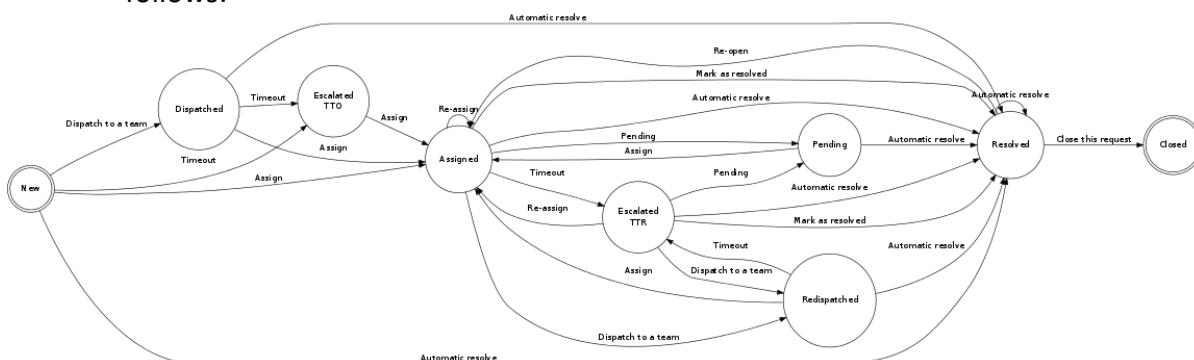 follows:
Automatic resolve
Re-open
Mark as resolved
Automatic resolve
Automatic resolve
Re-assign
Escalated
TTO
Timeout
Dispatched
Assign
Dispatch to a team
Pending
Automatic resolve
Close this request
Assign
Timeout
Assign
Assigned
Pending
Resolved
Closed
Timeout
Pending
Assign
New
Automatic resolve
Re-assign
Escalated
TTR
Mark as resolved
Timeout
Automatic resolve
Assign
Dispatch to a team
Redispatched
Dispatch to a team
Automatic resolve